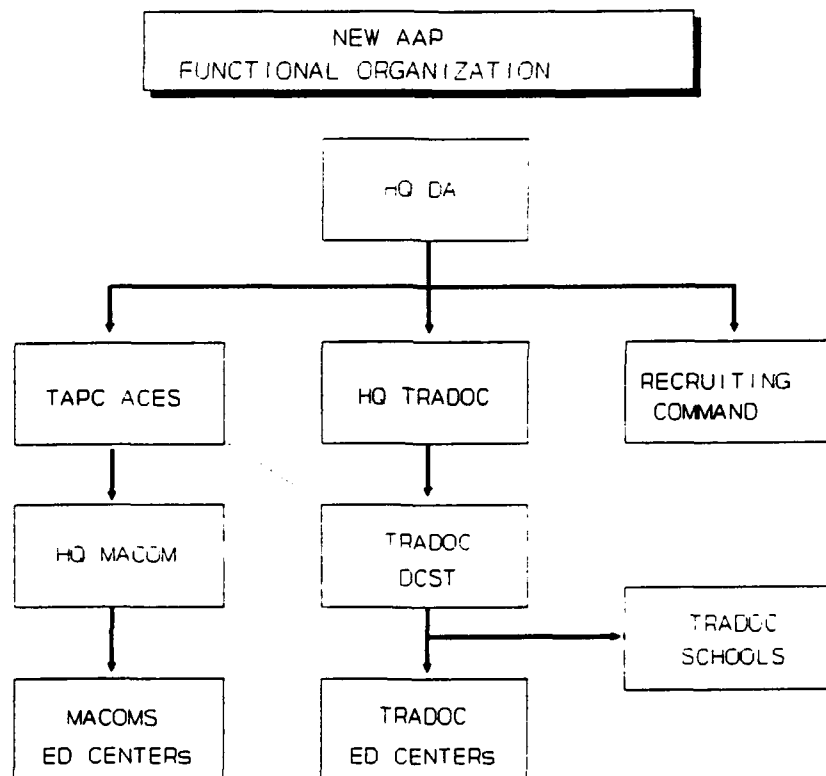 NEW AAP
FUNCTIONAL ORGANIZATION
HQ DA
TAPC ACES
HQ TRADOC
RECRUITING
COMMAND
HQ MACOM
TRADOC
DCST
TRADOC
SCHOOLS
MACOMS
ED CENTERs
TRADOC
ED CENTERs